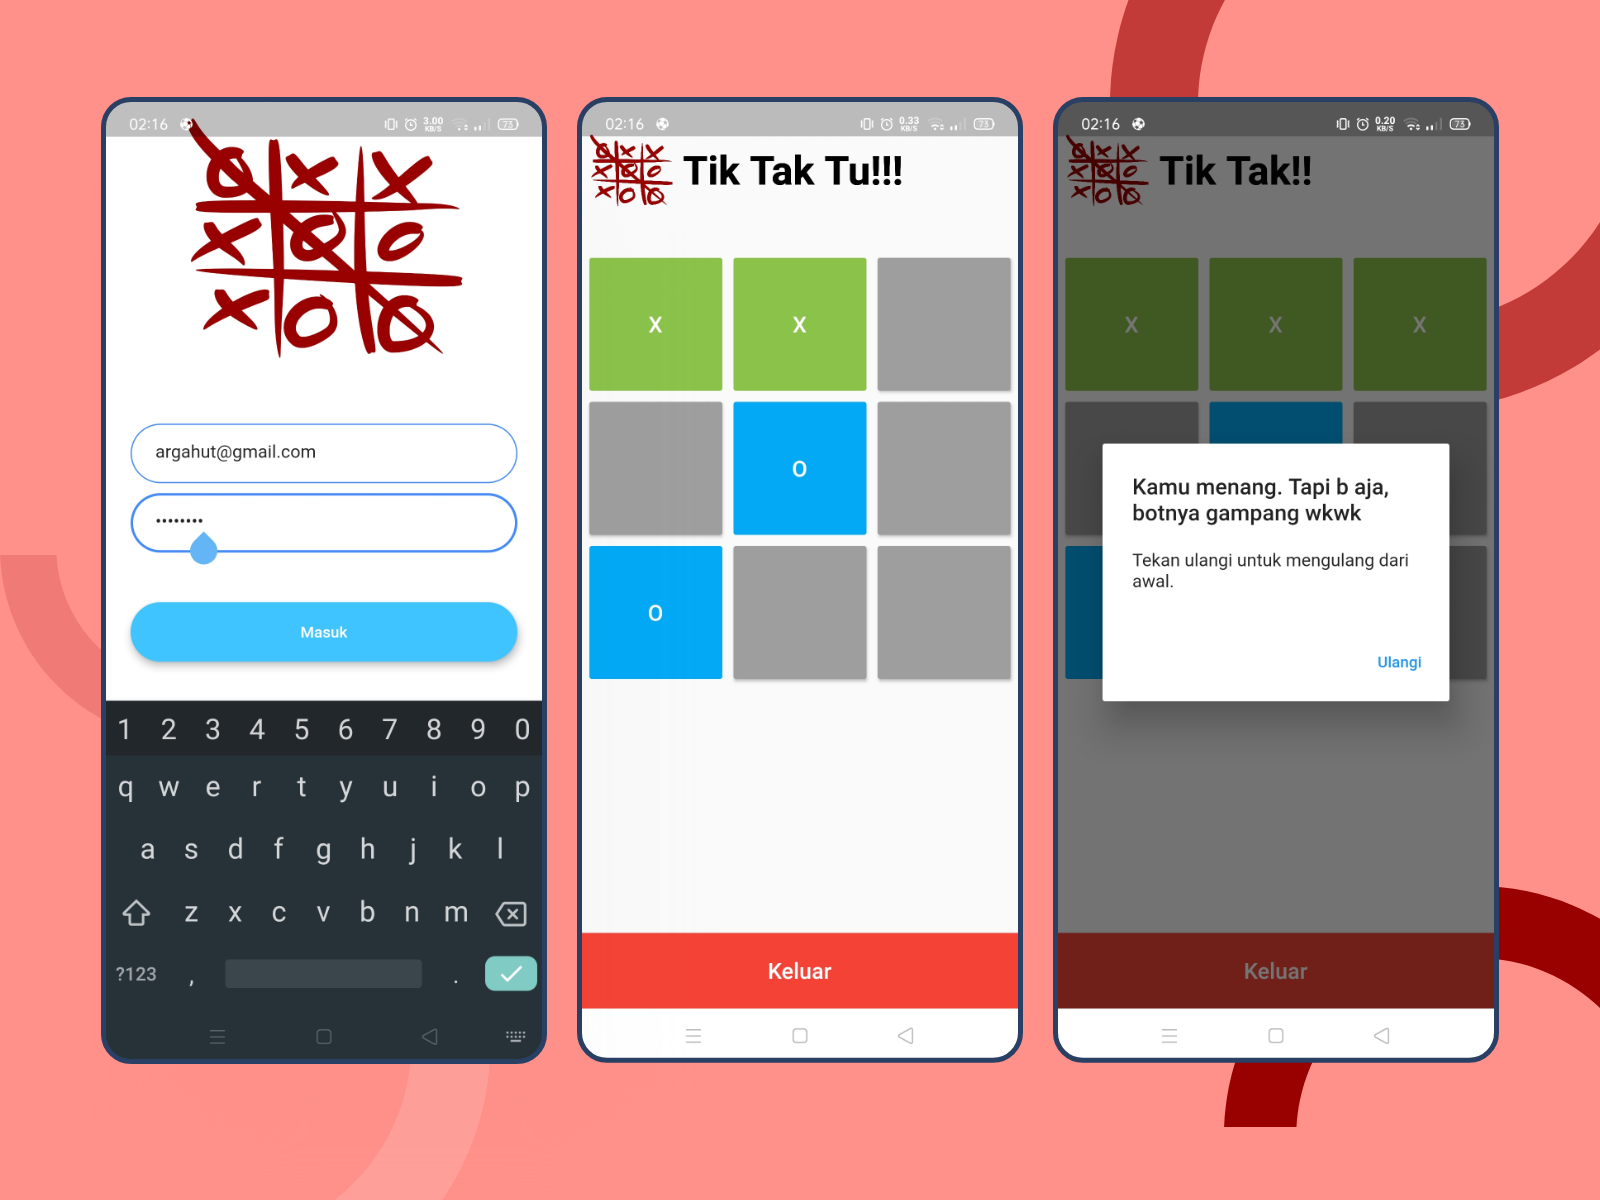 02:16
3.00
KB/S
73
argahut@gmail.com
••••••••
Masuk
1 2 3 4 5 6 7 8 9 0
q w e r t y u i o p
a s d f g h j k l
z x c v b n m
?123 , .
02:16
0.33
KB/S
73
Tik Tak Tu!!!
X X
O
O
Keluar
02:16
0.20
KB/S
73
Tik Tak!!
X X X
Kamu menang. Tapi b aja,
botnya gampang wkwk
Tekan ulangi untuk mengulang dari
awal.
Ulangi
Keluar